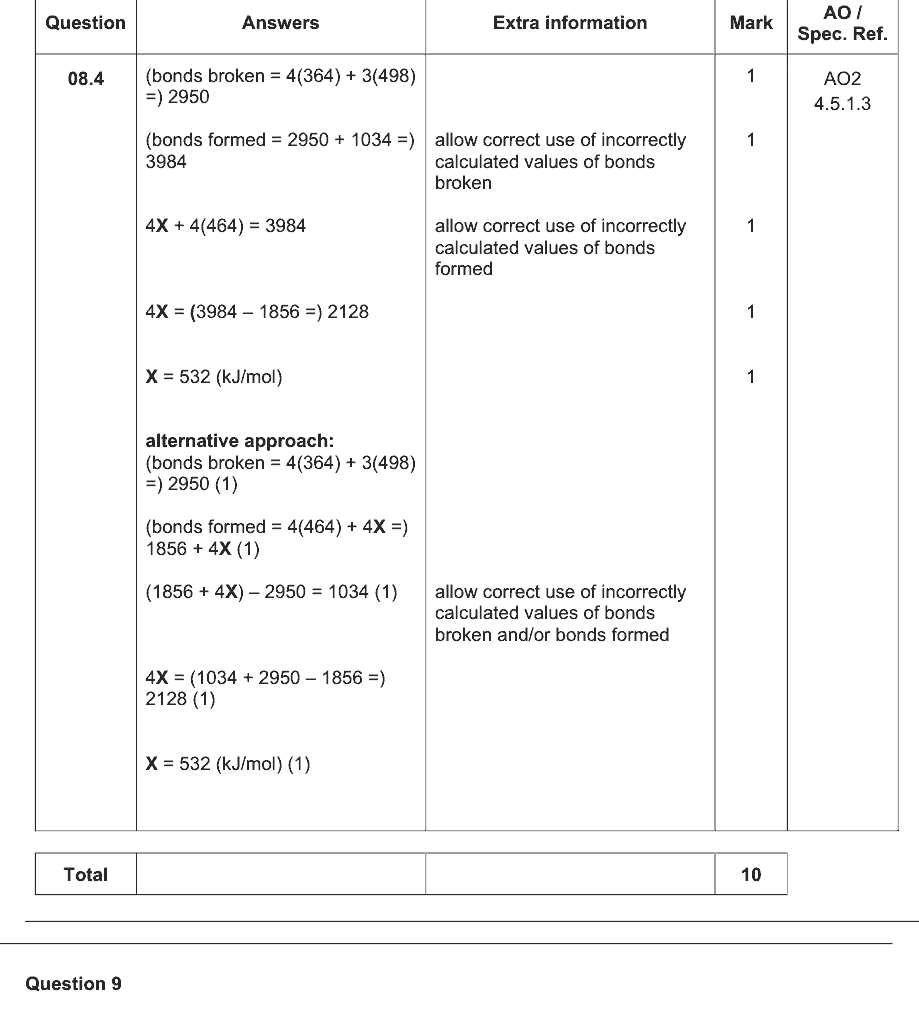 Question Answers Extra information Mark AO /
Spec. Ref.
08.4 (bonds broken = 4(364) + 3(498) 1 AO2
=) 2950 4.5.1.3
(bonds formed = 2950 + 1034 =) allow correct use of incorrectly 1
3984 calculated values of bonds
broken
4X + 4(464) = 3984 allow correct use of incorrectly 1
calculated values of bonds
formed
4X = (3984 – 1856 =) 2128 1
X = 532 (kJ/mol) 1
alternative approach:
(bonds broken = 4(364) + 3(498)
=) 2950 (1)
(bonds formed = 4(464) + 4X =)
1856 + 4X (1)
(1856 + 4X) – 2950 = 1034 (1) allow correct use of incorrectly
calculated values of bonds
broken and/or bonds formed
4X = (1034 + 2950 – 1856 =)
2128 (1)
X = 532 (kJ/mol) (1)
Total 10
Question 9